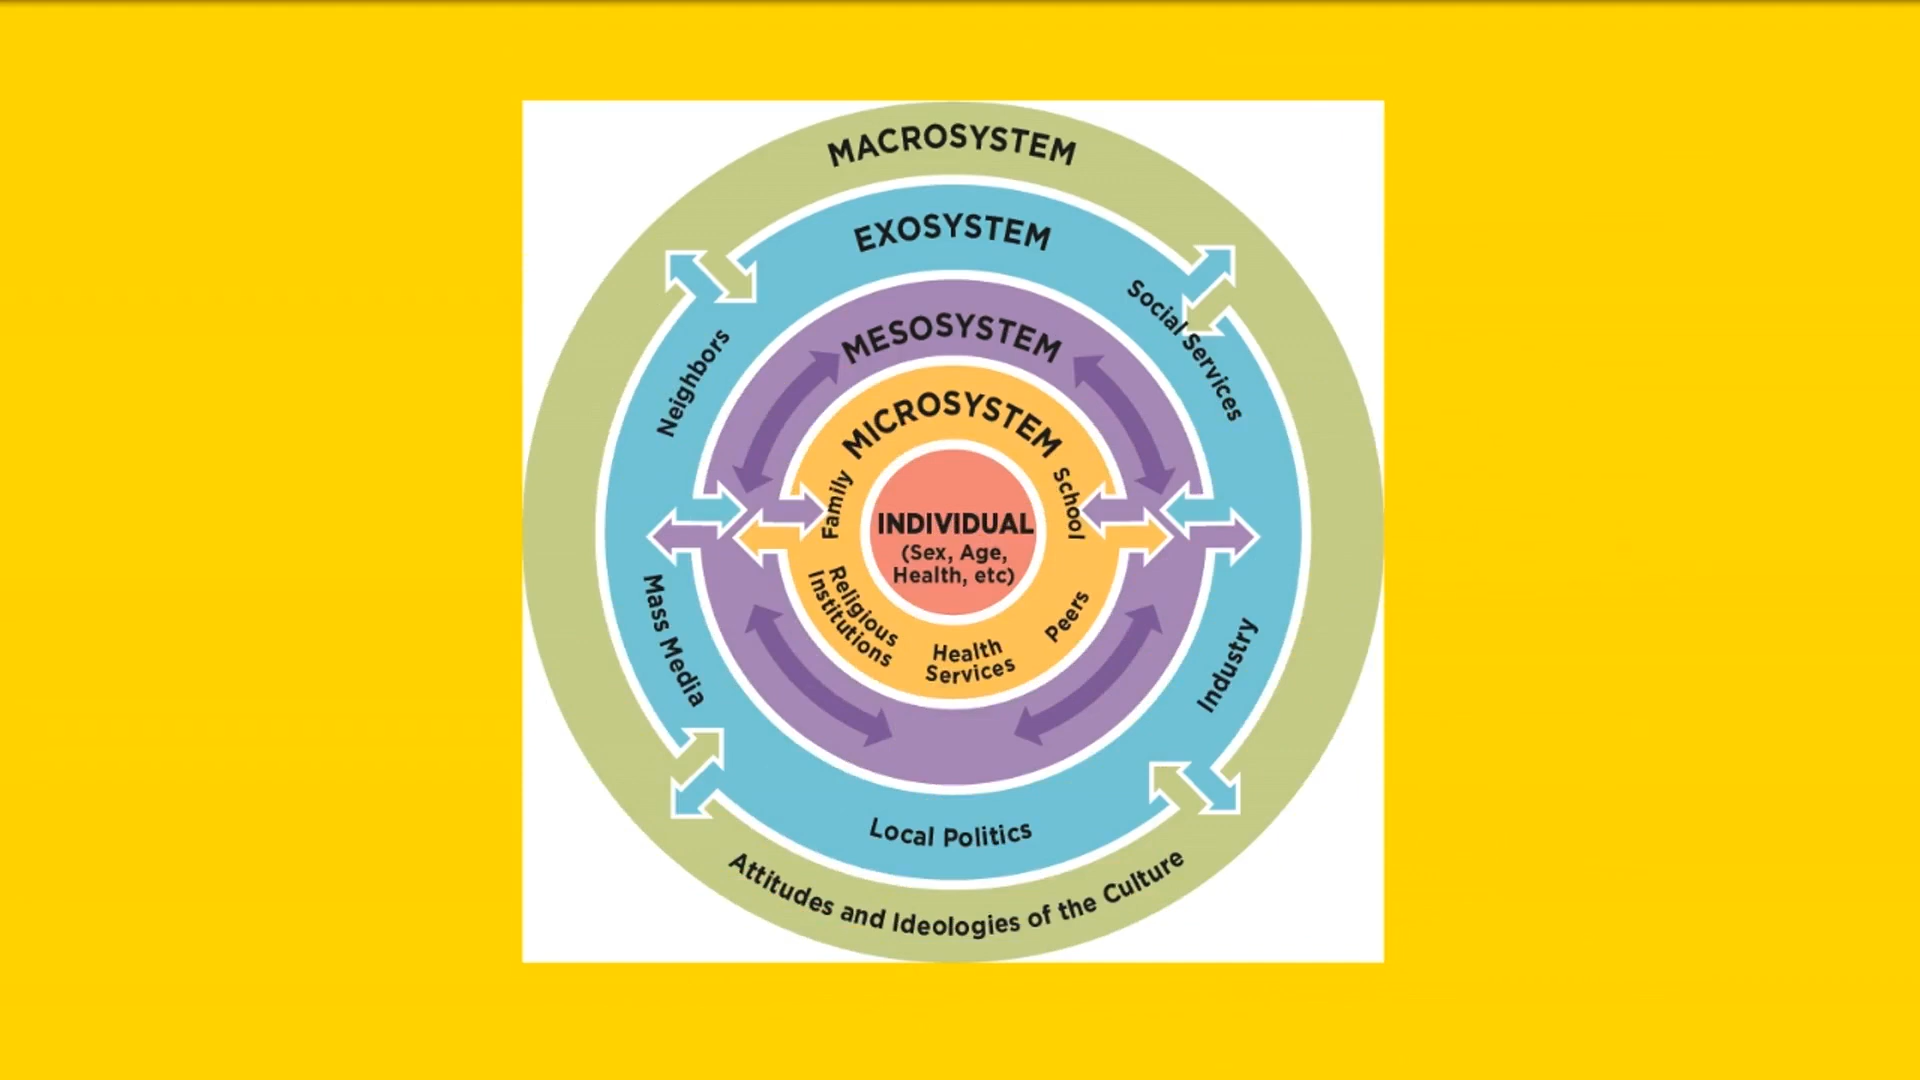 MACROSYSTEM
EXOSYSTEM
MESOSYSTEM
MICROSYSTEM
INDIVIDUAL
(Sex, Age,
Health, etc)
Family
School
Religious
Institutions
Health
Services
Peers
Neighbors
Social Services
Mass Media
Industry
Local Politics
Attitudes and Ideologies of the Culture